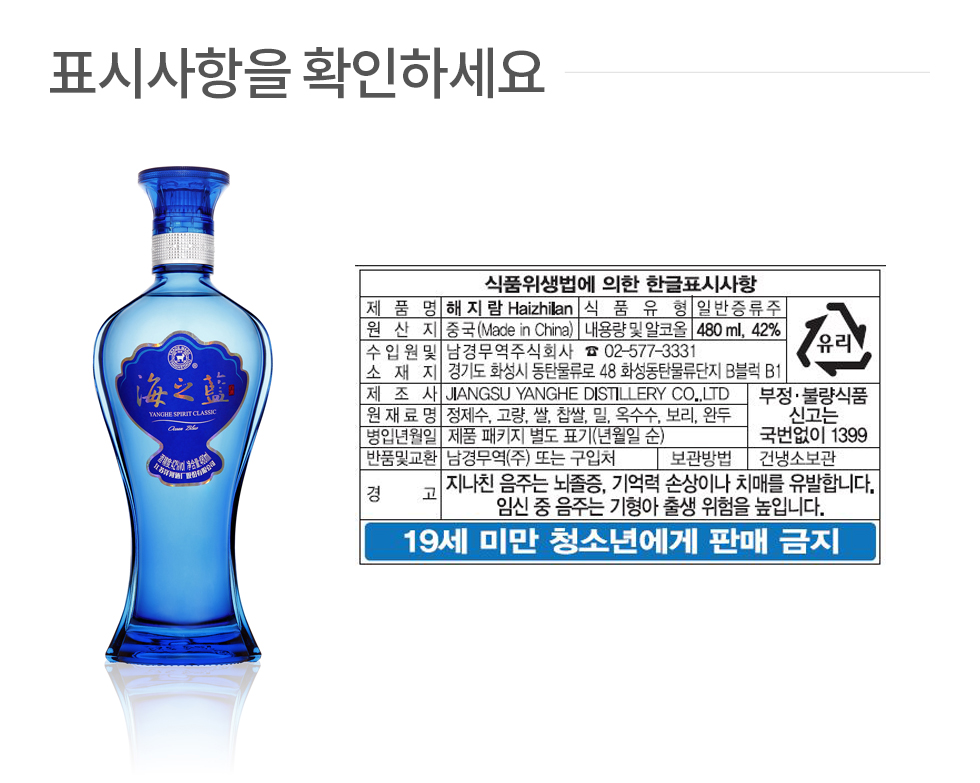 표시사항을 확인하세요
海之藍
YANGHE SPIRIT CLASSIC
Ocean Blue
식품위생법에 의한 한글표시사항
제 품 명 해 지 람 Haizhilan 식 품 유 형 일반증류주
원 산 지 중국(Made in China) 내용량 및 알코올 480 ml, 42%
유리
수입원및 남경무역주식회사 ☎ 02-577-3331
소 재 지 경기도 화성시 동탄물류로 48 화성동탄물류단지 B블럭 B1
제 조 사 JIANGSU YANGHE DISTILLERY CO.,LTD
원재료명 정제수, 고량, 쌀, 찹쌀, 밀, 옥수수, 보리, 완두
병입년월일 제품 패키지 별도 표기(년월일 순)
부정·불량식품
신고는
국번없이 1399
반품및교환 남경무역(주) 또는 구입처 보관방법 건냉소보관
경 고 지나친 음주는 뇌졸중, 기억력 손상이나 치매를 유발합니다.
임신 중 음주는 기형아 출생 위험을 높입니다.
19세 미만 청소년에게 판매 금지